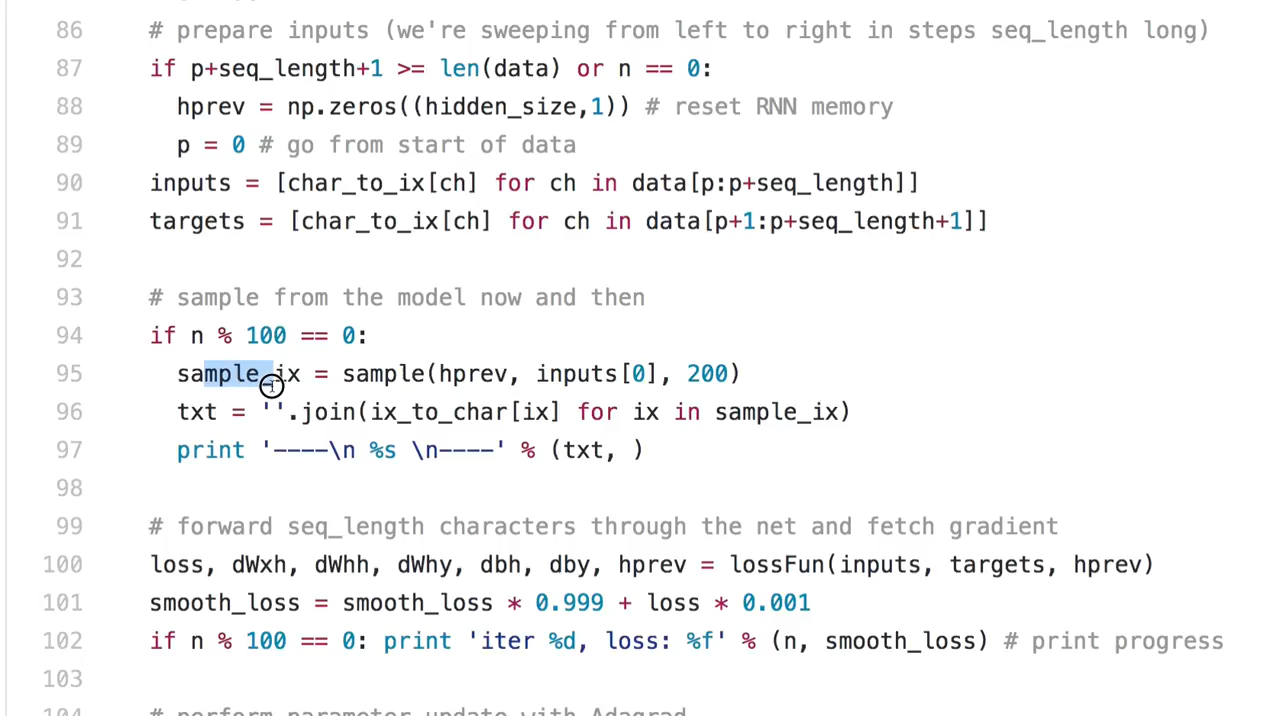 86 # prepare inputs (we're sweeping from left to right in steps seq_length long)
87 if p+seq_length+1 >= len(data) or n == 0:
88 hprev = np.zeros((hidden_size,1)) # reset RNN memory
89 p = 0 # go from start of data
90 inputs = [char_to_ix[ch] for ch in data[p:p+seq_length]]
91 targets = [char_to_ix[ch] for ch in data[p+1:p+seq_length+1]]
92
93 # sample from the model now and then
94 if n % 100 == 0:
95 sample_ix = sample(hprev, inputs[0], 200)
96 txt = ''.join(ix_to_char[ix] for ix in sample_ix)
97 print '----\n %s \n----' % (txt, )
98
99 # forward seq_length characters through the net and fetch gradient
100 loss, dWxh, dWhh, dWhy, dbh, dby, hprev = lossFun(inputs, targets, hprev)
101 smooth_loss = smooth_loss * 0.999 + loss * 0.001
102 if n % 100 == 0: print 'iter %d, loss: %f' % (n, smooth_loss) # print progress
103
104 # perform parameter update with Adagrad